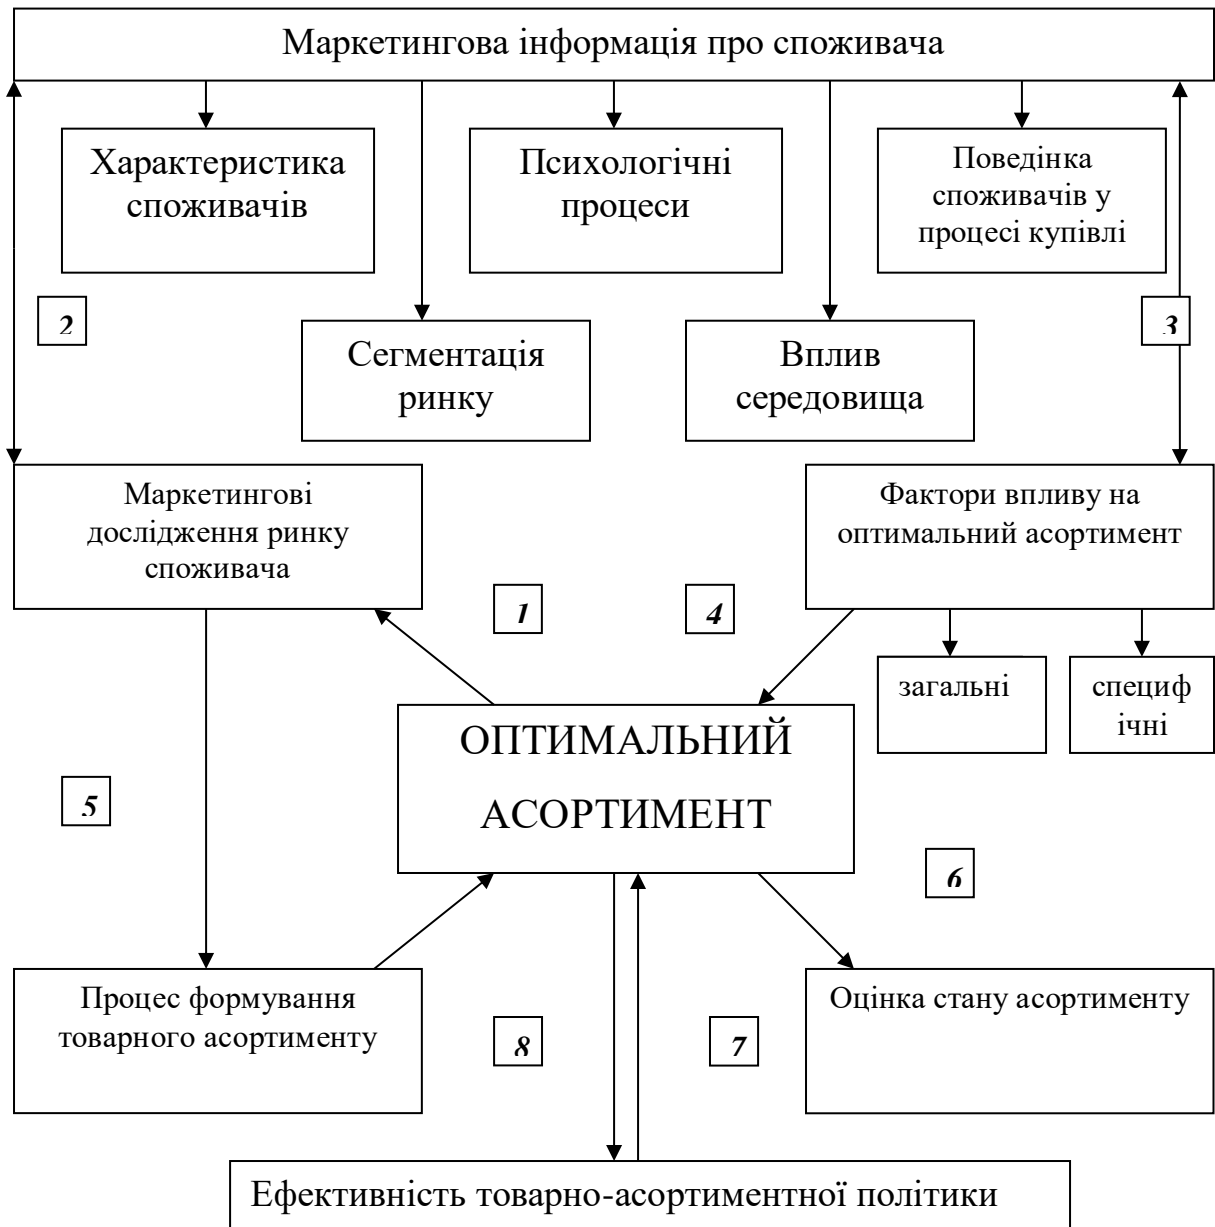 Маркетингова інформація про споживача
Характеристика
споживачів
Психологічні
процеси
Поведінка
споживачів у
процесі купівлі
2
3
Сегментація
ринку
Вплив
середовища
Маркетингові
дослідження ринку
споживача
Фактори впливу на
оптимальний асортимент
1
4
загальні
специф
ічні
ОПТИМАЛЬНИЙ
АСОРТИМЕНТ
5
6
Процес формування
товарного асортименту
8
7
Оцінка стану асортименту
Ефективність товарно-асортиментної політики